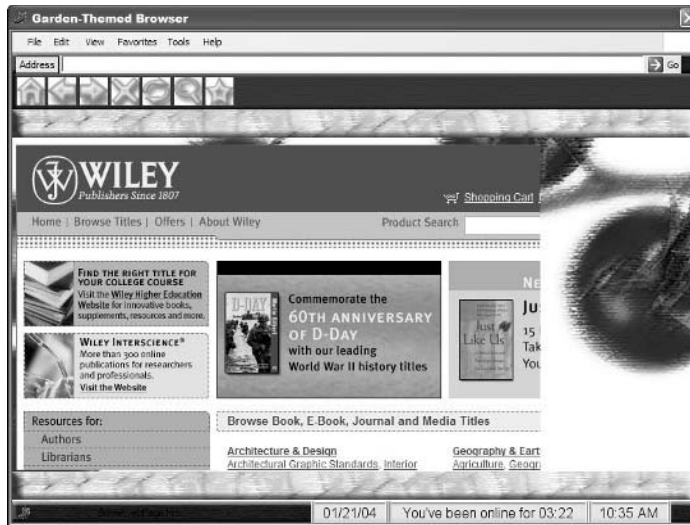 Garden-Themed Browser
File Edit View Favorites Tools Help
Address Go
WILEY
Publishers Since 1807
Shopping Cart
Home | Browse Titles | Offers | About Wiley Product Search
FIND THE RIGHT TITLE FOR
YOUR COLLEGE COURSE
Visit the Wiley Higher Education
Website for innovative books,
supplements, resources and more.
WILEY INTERSCIENCE®
More than 300 online
publications for researchers
and professionals.
Visit the Website
D-DAY
Commemorate the
60TH ANNIVERSARY
OF D-DAY
with our leading
World War II history titles
Ne
Ju
15
Tak
You
Just
Like Us
Resources for:
Authors
Librarians
Browse Book, E-Book, Journal and Media Titles
Architecture & Design
Architectural Graphic Standards, Interior
Geography & Eart
Agriculture, Geogr
01/21/04 You've been online for 03:22 10:35 AM